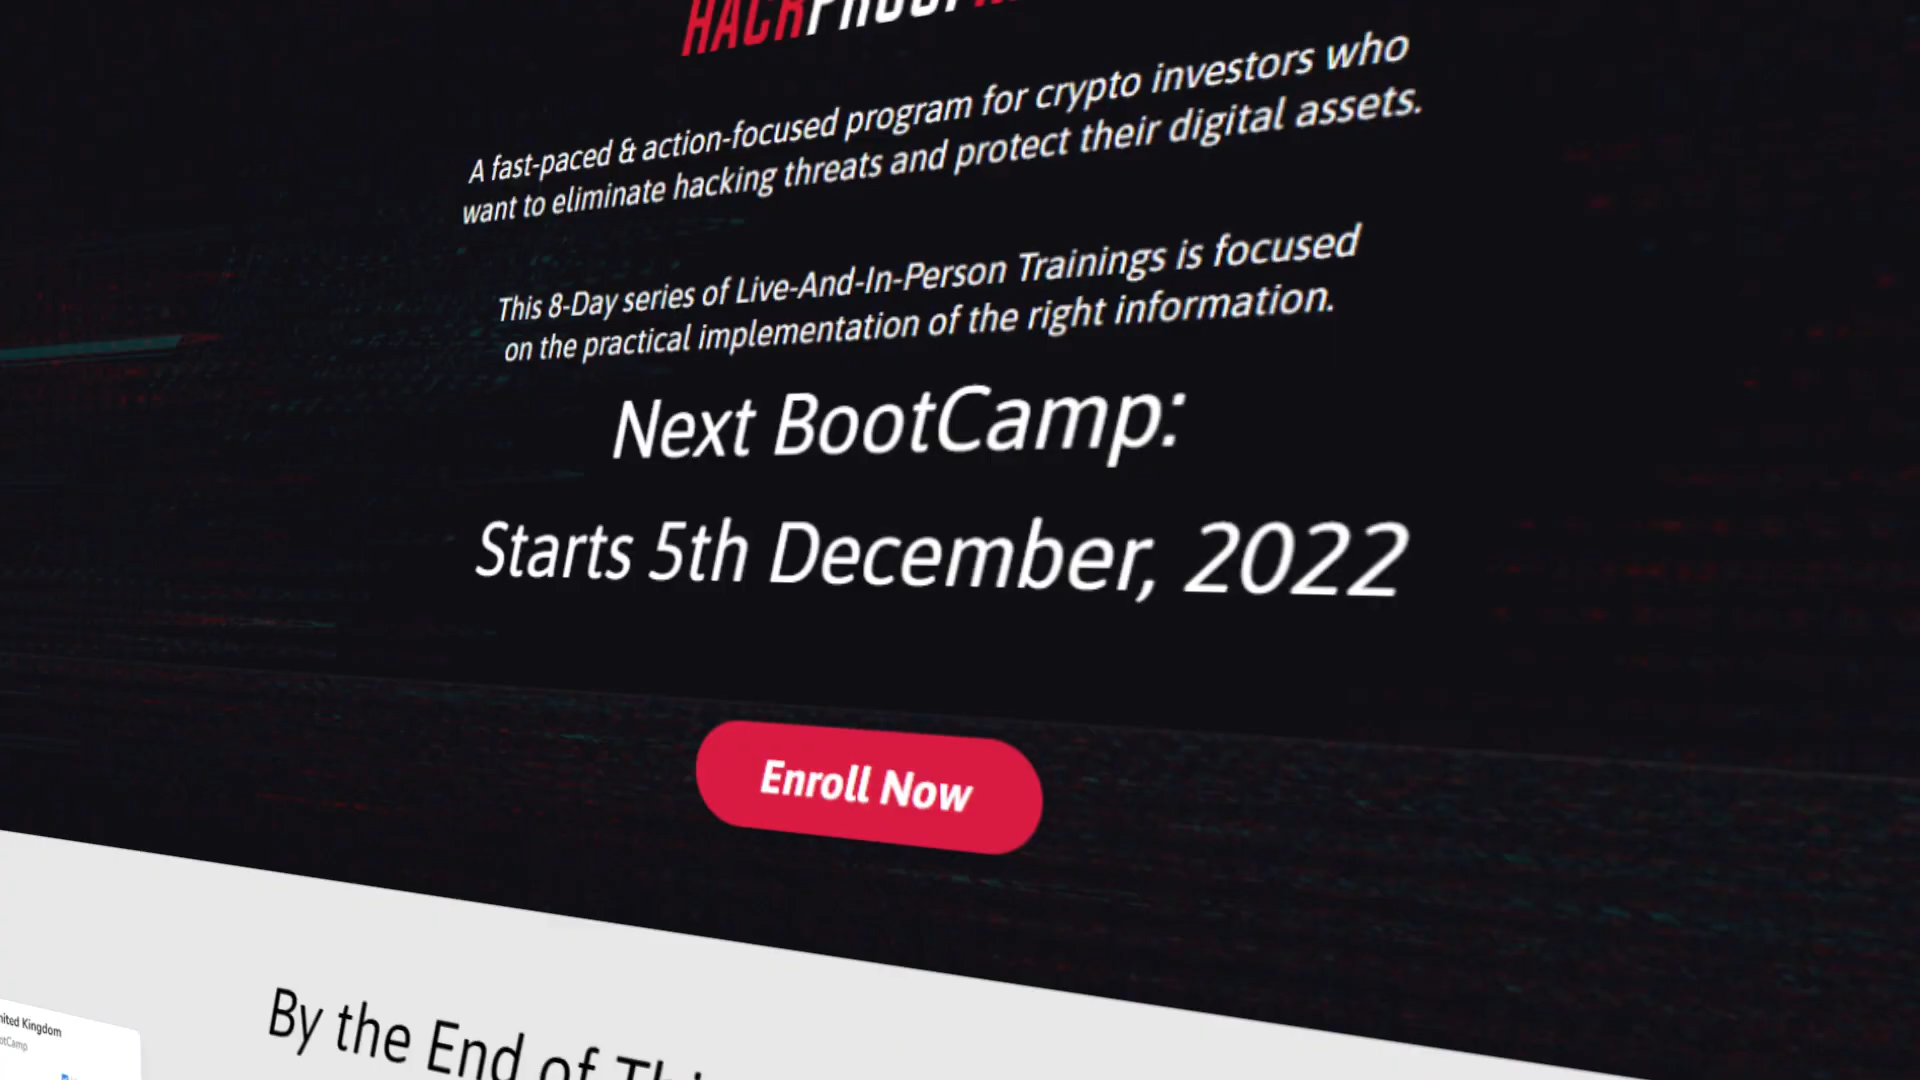 A fast-paced & action-focused program for crypto investors who
want to eliminate hacking threats and protect their digital assets.
This 8-Day series of Live-And-In-Person Trainings is focused
on the practical implementation of the right information.
Next BootCamp:
Starts 5th December, 2022
Enroll Now
By the End of
Kingdom